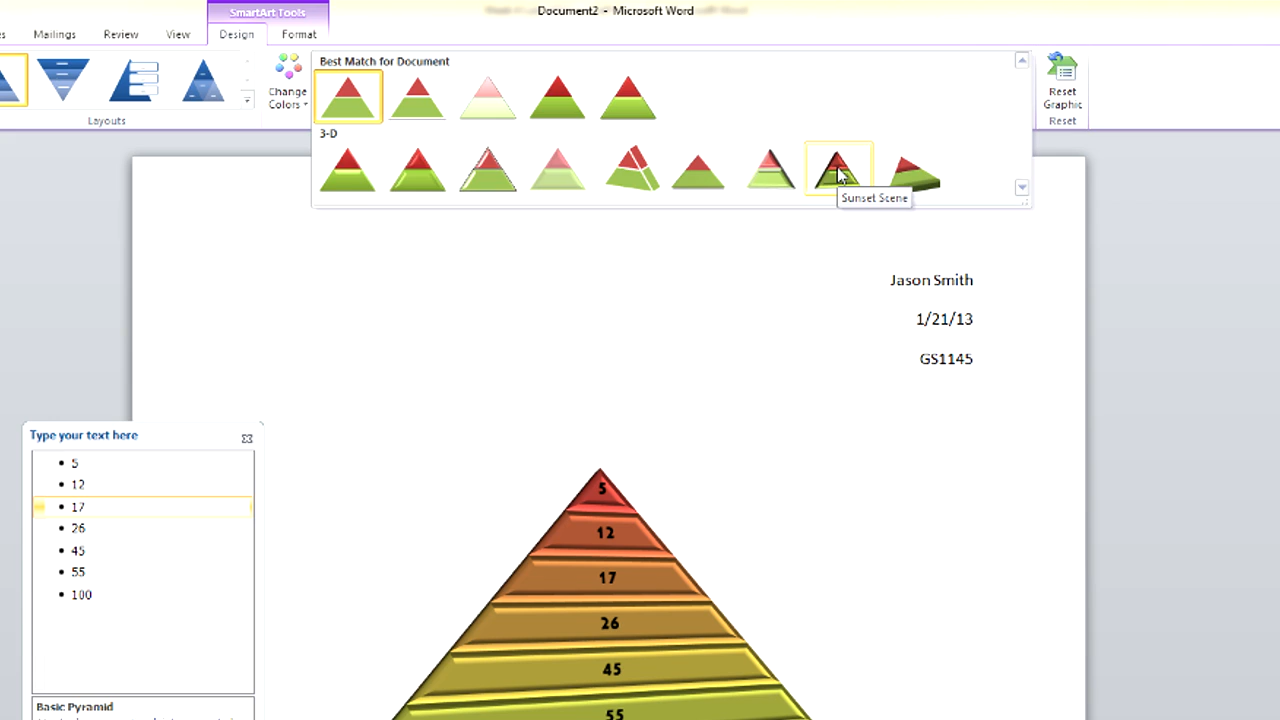 SmartArt Tools
Document2 - Microsoft Word
Mailings
Review
View
Design
Format
Best Match for Document
3-D
Change
Colors
Layouts
Reset
Graphic
Reset
Sunset Scene
Jason Smith
1/21/13
GS1145
Type your text here
• 5
• 12
• 17
• 26
• 45
• 55
• 100
Basic Pyramid
5
12
17
26
45
55